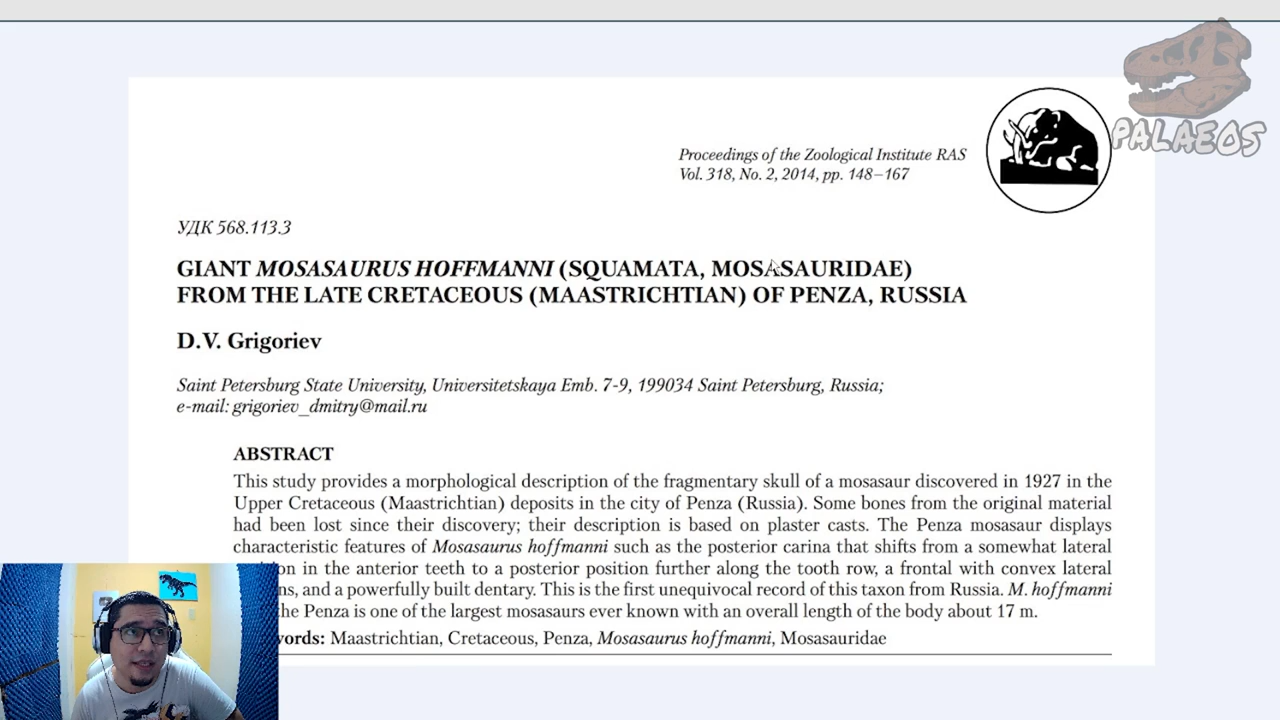 PALAEOS
Proceedings of the Zoological Institute RAS
Vol. 318, No. 2, 2014, pp. 148–167
УДК 568.113.3
GIANT MOSASAURUS HOFFMANNI (SQUAMATA, MOSASAURIDAE)
FROM THE LATE CRETACEOUS (MAASTRICHTIAN) OF PENZA, RUSSIA
D.V. Grigoriev
Saint Petersburg State University, Universitetskaya Emb. 7-9, 199034 Saint Petersburg, Russia;
e-mail: grigoriev_dmitry@mail.ru
ABSTRACT
This study provides a morphological description of the fragmentary skull of a mosasaur discovered in 1927 in the
Upper Cretaceous (Maastrichtian) deposits in the city of Penza (Russia). Some bones from the original material
had been lost since their discovery; their description is based on plaster casts. The Penza mosasaur displays
characteristic features of Mosasaurus hoffmanni such as the posterior carina that shifts from a somewhat lateral
in the anterior teeth to a posterior position further along the tooth row, a frontal with convex lateral
and a powerfully built dentary. This is the first unequivocal record of this taxon from Russia. M. hoffmanni
the Penza is one of the largest mosasaurs ever known with an overall length of the body about 17 m.
Maastrichtian, Cretaceous, Penza, Mosasaurus hoffmanni, Mosasauridae